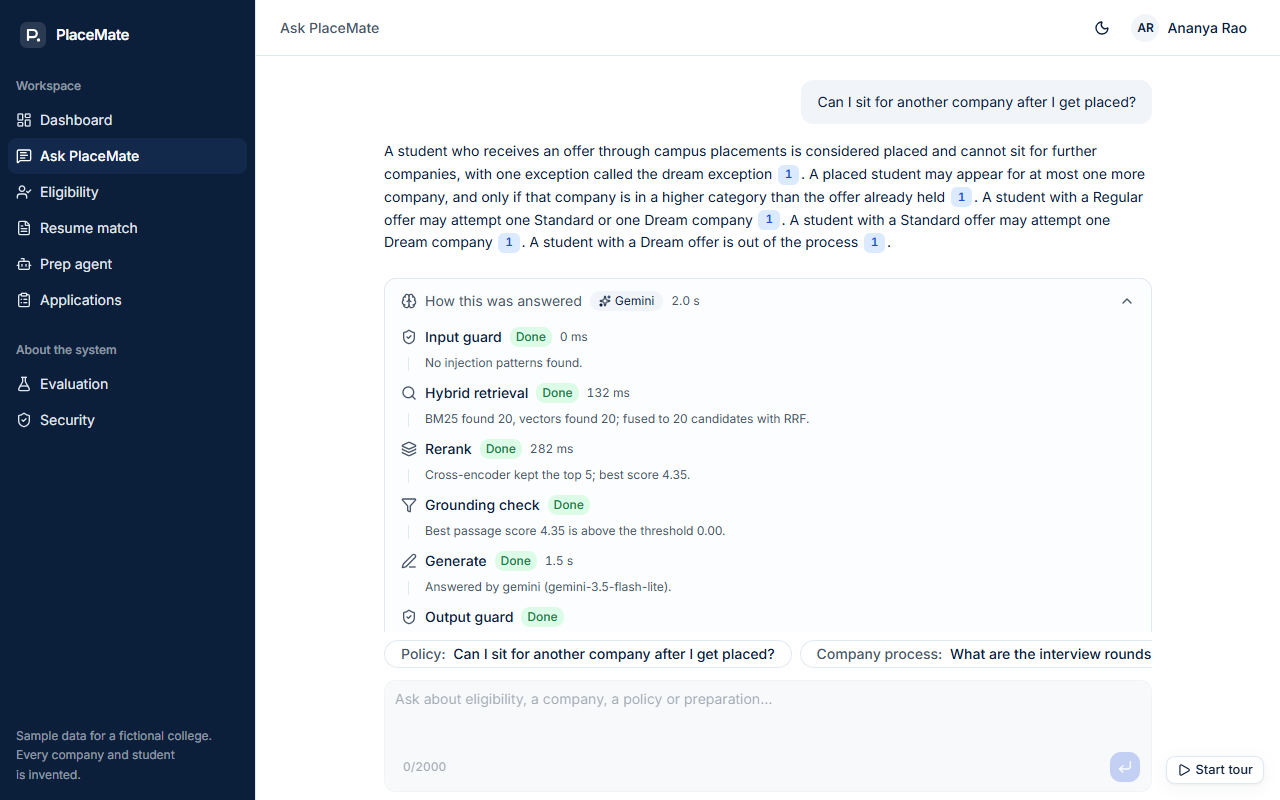 P. PlaceMate
Workspace
Dashboard
Ask PlaceMate
Eligibility
Resume match
Prep agent
Applications
About the system
Evaluation
Security
Sample data for a fictional college.
Every company and student
is invented.
Ask PlaceMate
AR Ananya Rao
Can I sit for another company after I get placed?
A student who receives an offer through campus placements is considered placed and cannot sit for further
companies, with one exception called the dream exception 1 . A placed student may appear for at most one more
company, and only if that company is in a higher category than the offer already held 1 . A student with a Regular
offer may attempt one Standard or one Dream company 1 . A student with a Standard offer may attempt one
Dream company 1 . A student with a Dream offer is out of the process 1 .
How this was answered Gemini 2.0 s
Input guard Done 0 ms
No injection patterns found.
Hybrid retrieval Done 132 ms
BM25 found 20, vectors found 20; fused to 20 candidates with RRF.
Rerank Done 282 ms
Cross-encoder kept the top 5; best score 4.35.
Grounding check Done
Best passage score 4.35 is above the threshold 0.00.
Generate Done 1.5 s
Answered by gemini (gemini-3.5-flash-lite).
Output guard Done
Policy: Can I sit for another company after I get placed?
Company process: What are the interview rounds
Ask about eligibility, a company, a policy or preparation...
0/2000
Start tour